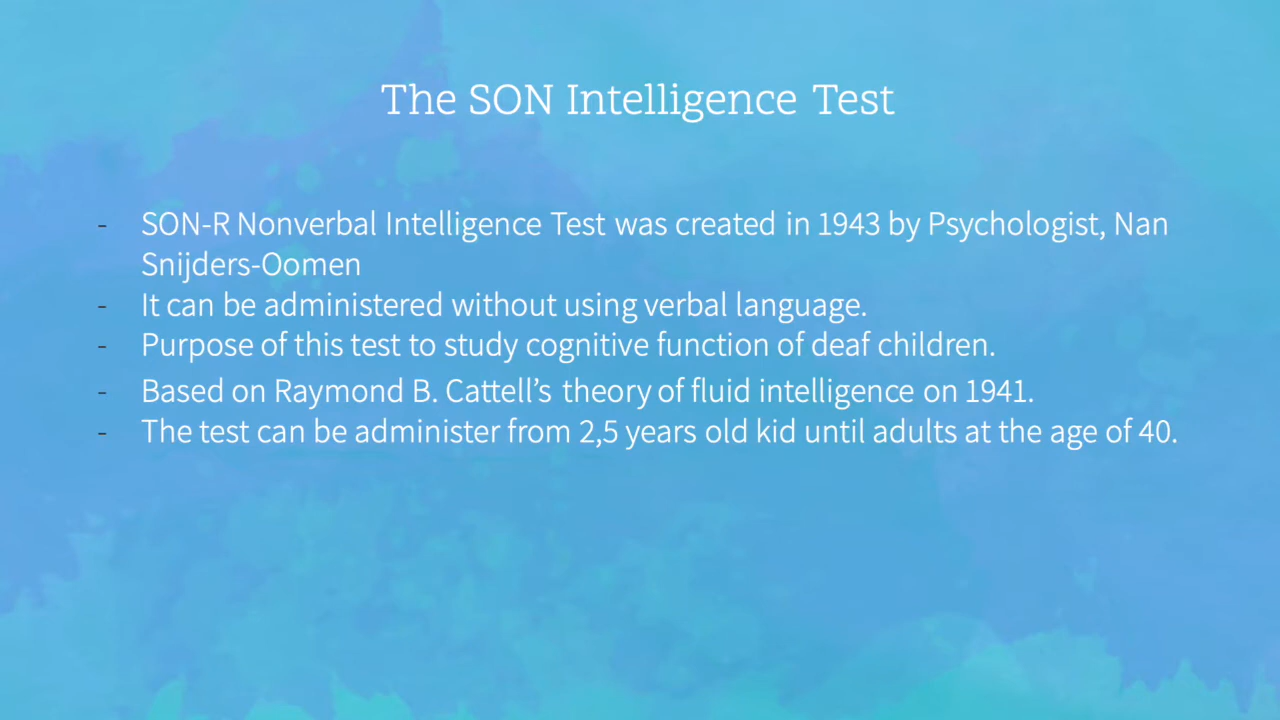 The SON Intelligence Test
- SON-R Nonverbal Intelligence Test was created in 1943 by Psychologist, Nan
Snijders-Oomen
- It can be administered without using verbal language.
- Purpose of this test to study cognitive function of deaf children.
- Based on Raymond B. Cattell’s theory of fluid intelligence on 1941.
- The test can be administer from 2,5 years old kid until adults at the age of 40.